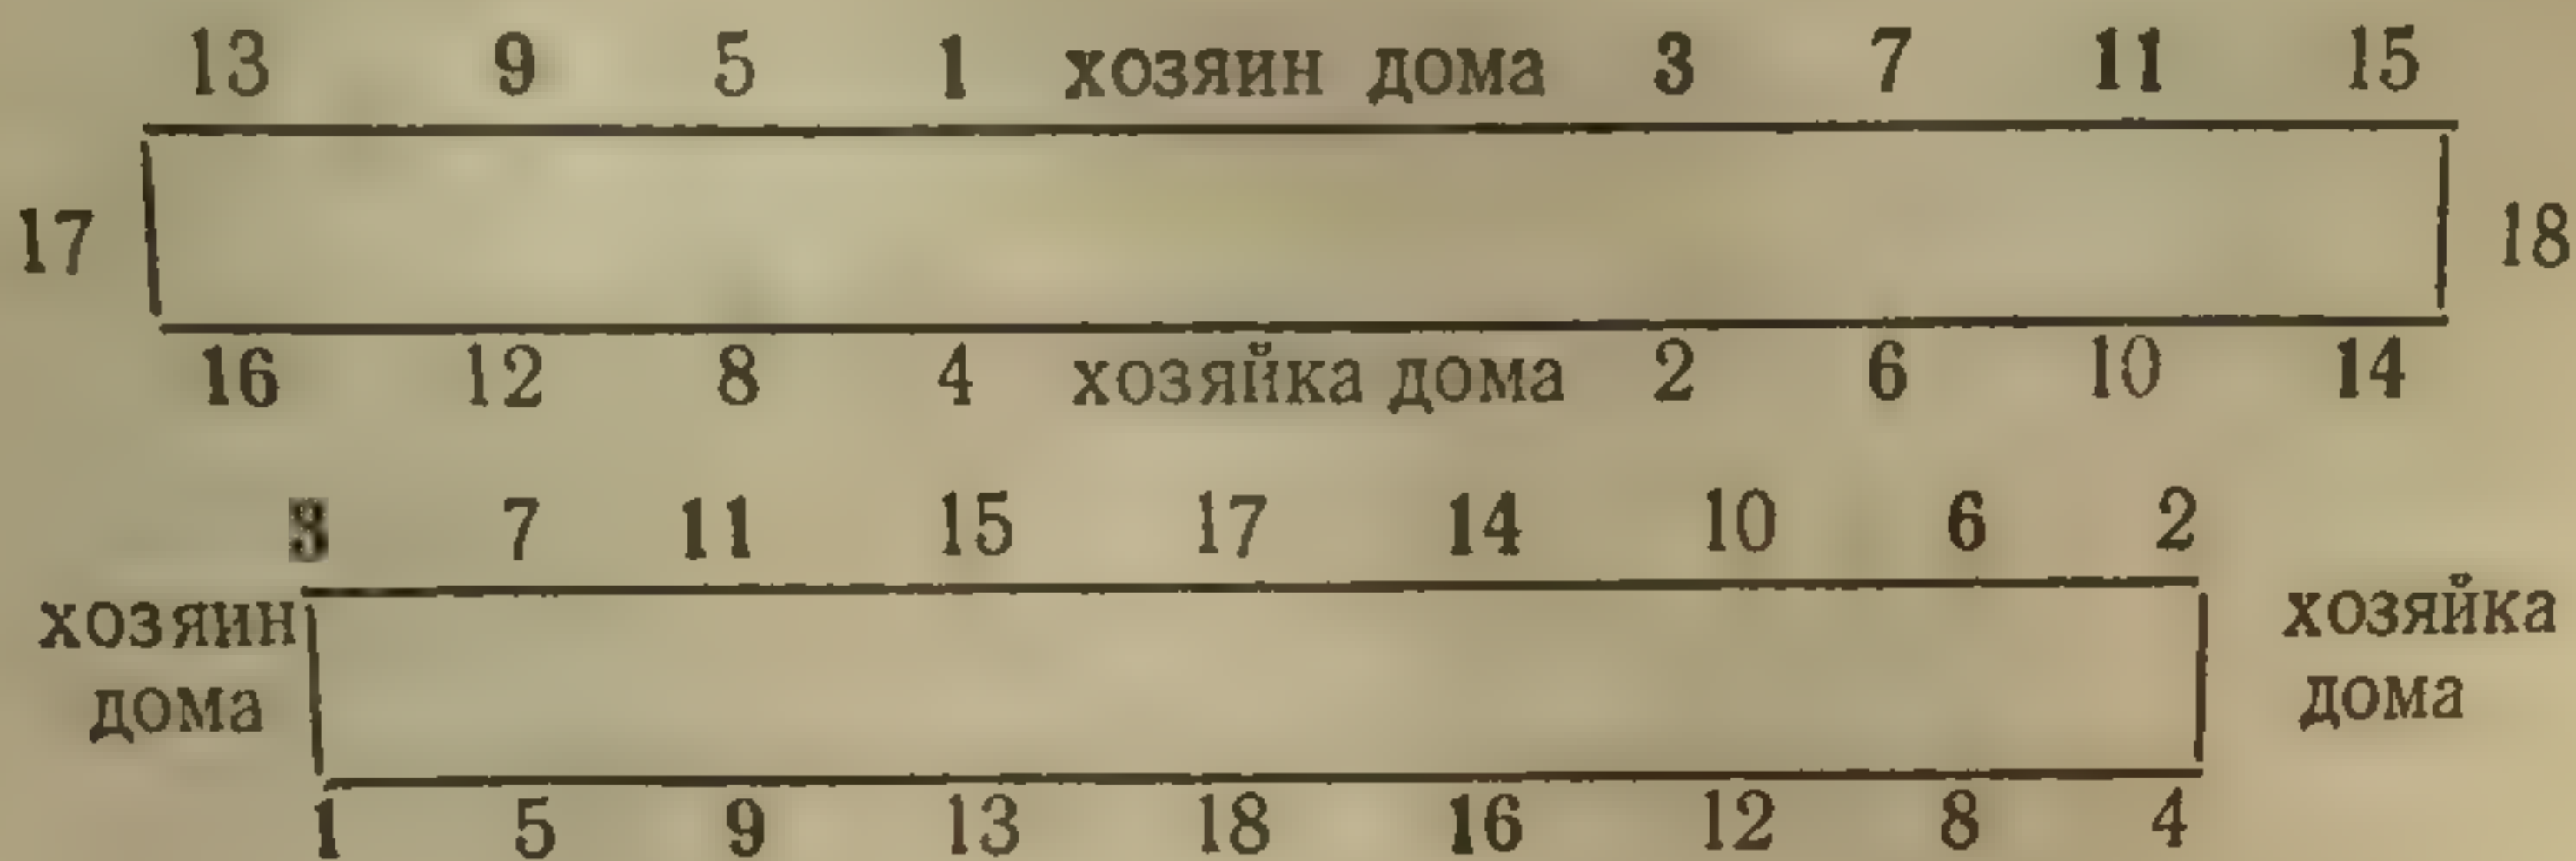 13 9 5 1 хозяин дома 3 7 11 15
17 18
16 12 8 4 хозяйка дома 2 6 10 14
3 7 11 15 17 14 10 6 2
хозяин хозяйка
дома дома
1 5 9 13 18 16 12 8 4